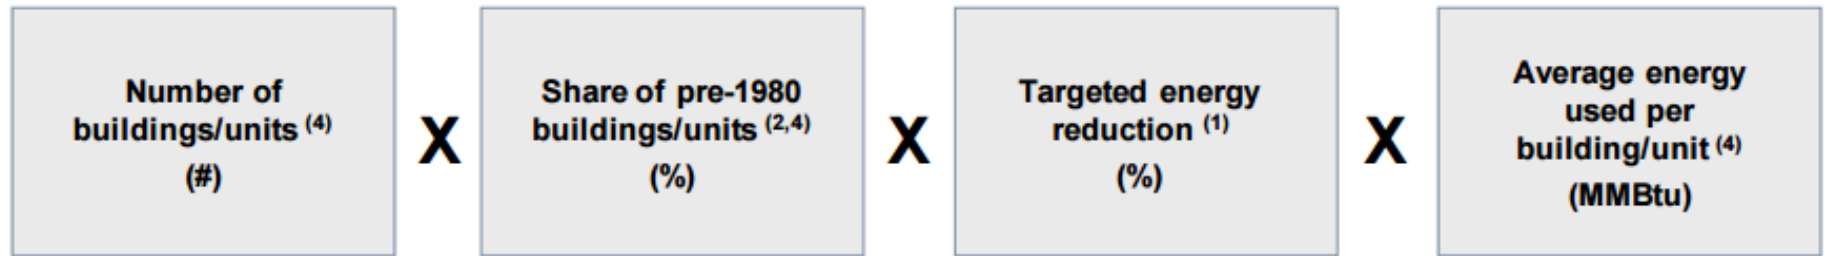 Number of
buildings/units (4)
(#)
X
Share of pre-1980
buildings/units (2,4)
(%)
X
Targeted energy
reduction (1)
(%)
X
Average energy
used per
building/unit (4)
(MMBtu)